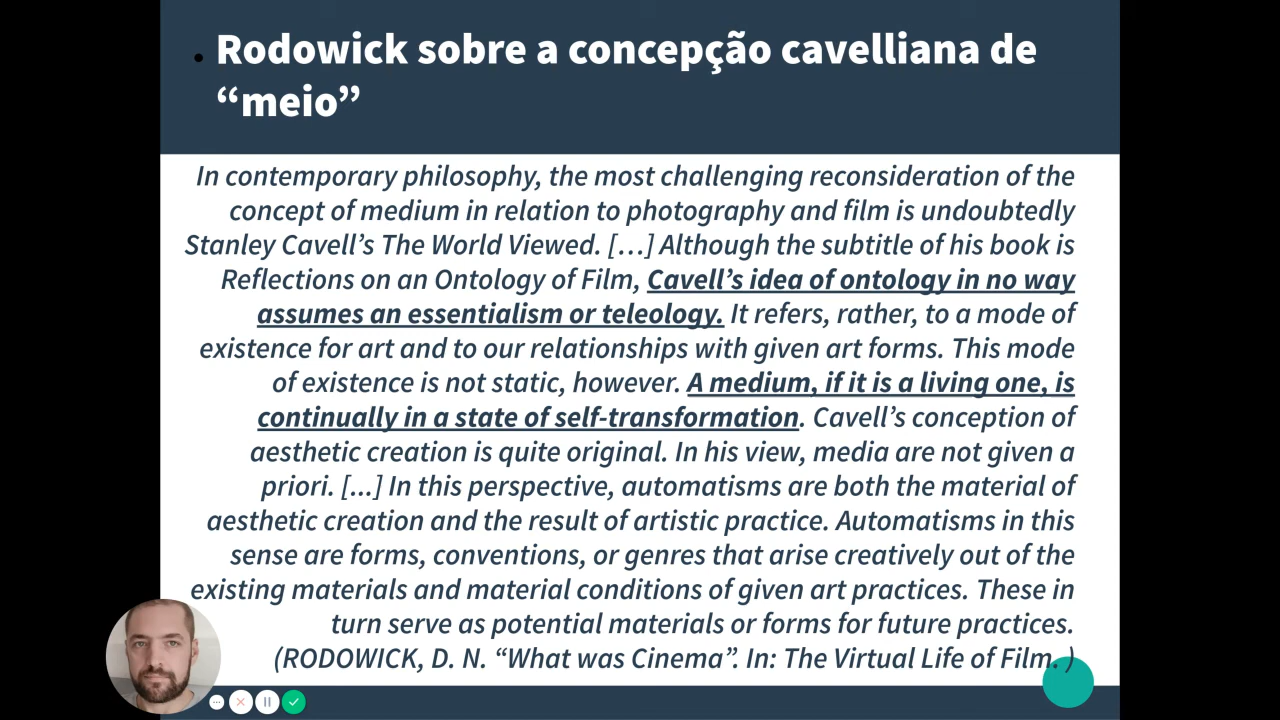 Rodowick sobre a concepção cavelliana de
“meio”
In contemporary philosophy, the most challenging reconsideration of the
concept of medium in relation to photography and film is undoubtedly
Stanley Cavell’s The World Viewed. […] Although the subtitle of his book is
Reflections on an Ontology of Film, Cavell’s idea of ontology in no way
assumes an essentialism or teleology. It refers, rather, to a mode of
existence for art and to our relationships with given art forms. This mode
of existence is not static, however. A medium, if it is a living one, is
continually in a state of self-transformation. Cavell’s conception of
aesthetic creation is quite original. In his view, media are not given a
priori. [...] In this perspective, automatisms are both the material of
aesthetic creation and the result of artistic practice. Automatisms in this
sense are forms, conventions, or genres that arise creatively out of the
existing materials and material conditions of given art practices. These in
turn serve as potential materials or forms for future practices.
(RODOWICK, D. N. “What was Cinema”. In: The Virtual Life of Film. )